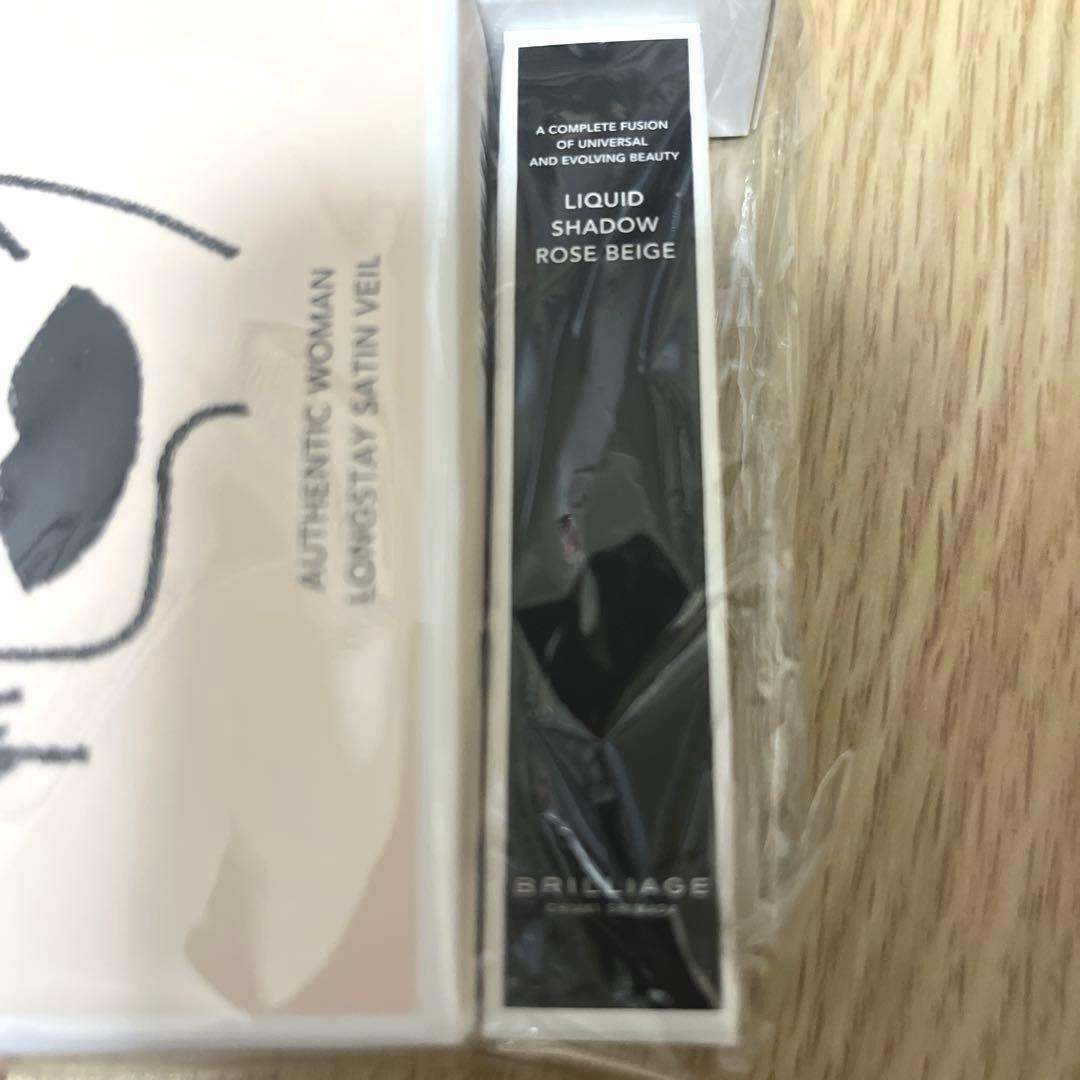 AUTHENTIC WOMAN
LONGSTAY SATIN VEIL
A COMPLETE FUSION
OF UNIVERSAL
AND EVOLVING BEAUTY
LIQUID
SHADOW
ROSE BEIGE
BRILLIAGE